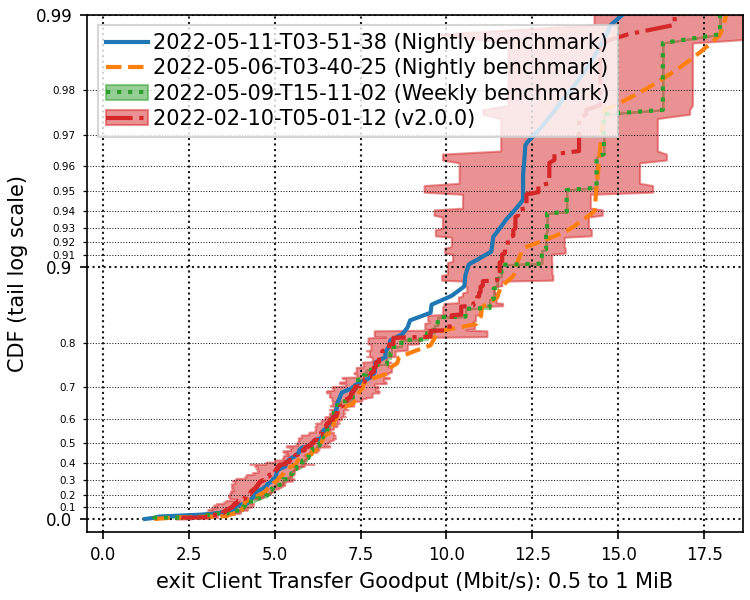 0.99
2022-05-11-T03-51-38 (Nightly benchmark)
2022-05-06-T03-40-25 (Nightly benchmark)
2022-05-09-T15-11-02 (Weekly benchmark)
2022-02-10-T05-01-12 (v2.0.0)
0.98
0.97
0.96
0.95
0.94
0.93
0.92
0.91
0.9
0.8
0.7
0.6
0.5
0.4
0.3
0.2
0.1
0.0
CDF (tail log scale)
0.0 2.5 5.0 7.5 10.0 12.5 15.0 17.5
exit Client Transfer Goodput (Mbit/s): 0.5 to 1 MiB